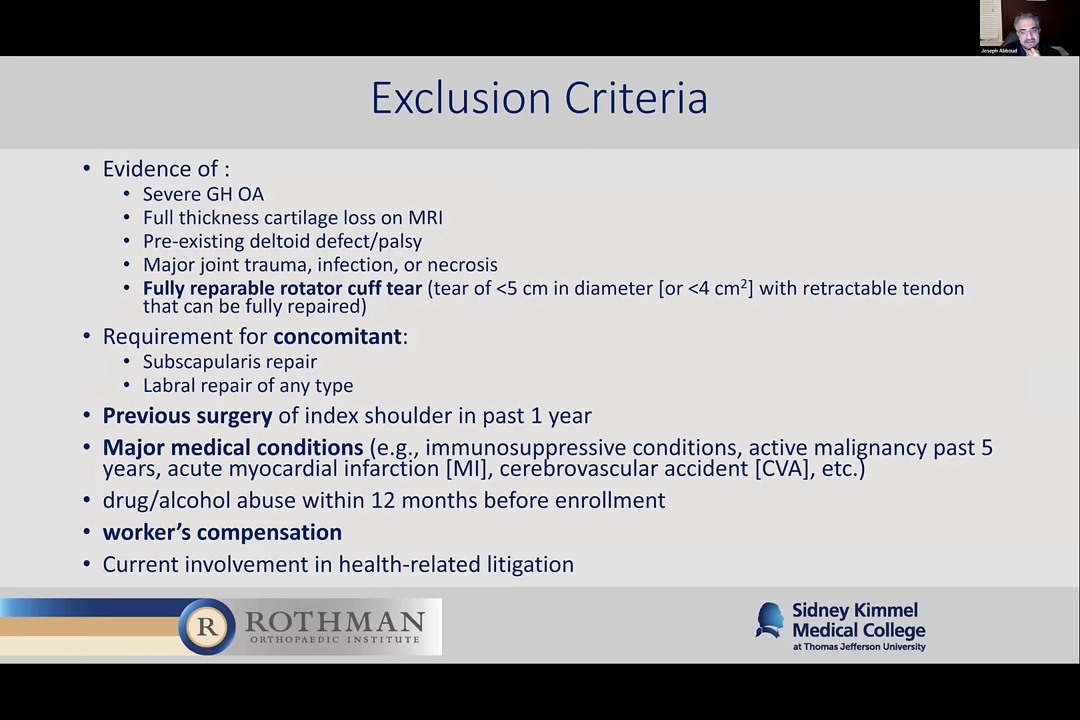 Joseph Abboud
Exclusion Criteria
• Evidence of :
• Severe GH OA
• Full thickness cartilage loss on MRI
• Pre-existing deltoid defect/palsy
• Major joint trauma, infection, or necrosis
• Fully reparable rotator cuff tear (tear of <5 cm in diameter [or <4 cm²] with retractable tendon
that can be fully repaired)
• Requirement for concomitant:
• Subscapularis repair
• Labral repair of any type
• Previous surgery of index shoulder in past 1 year
• Major medical conditions (e.g., immunosuppressive conditions, active malignancy past 5
years, acute myocardial infarction [MI], cerebrovascular accident [CVA], etc.)
• drug/alcohol abuse within 12 months before enrollment
• worker’s compensation
• Current involvement in health-related litigation
R
ROTHMAN
ORTHOPAEDIC INSTITUTE
Sidney Kimmel
Medical College
at Thomas Jefferson University